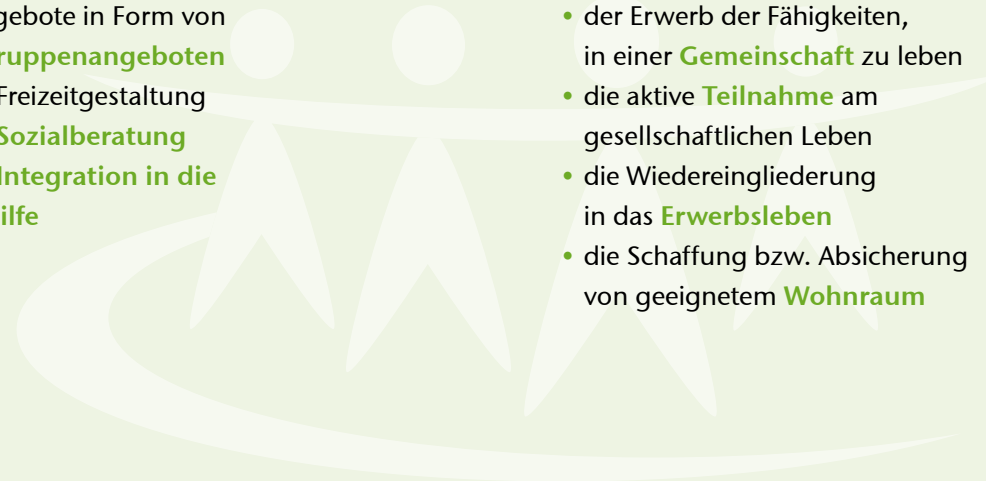 gebote in Form von
ruppenangeboten
Freizeitgestaltung
Sozialberatung
Integration in die
ilfe
• der Erwerb der Fähigkeiten,
in einer Gemeinschaft zu leben
• die aktive Teilnahme am
gesellschaftlichen Leben
• die Wiedereingliederung
in das Erwerbsleben
• die Schaffung bzw. Absicherung
von geeignetem Wohnraum